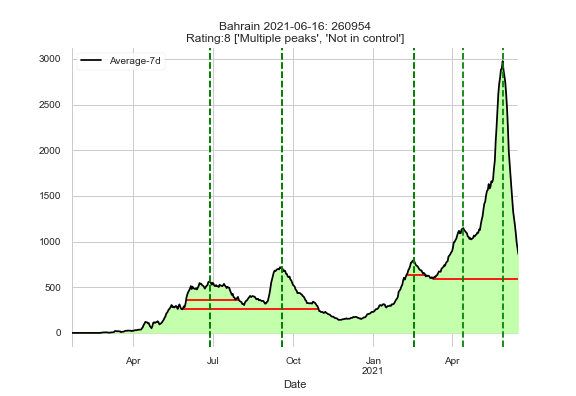 Bahrain 2021-06-16: 260954
Rating:8 ['Multiple peaks', 'Not in control']
Average-7d
3000
2500
2000
1500
1000
500
0
Apr
Jul
Oct
Jan
2021
Apr
Date